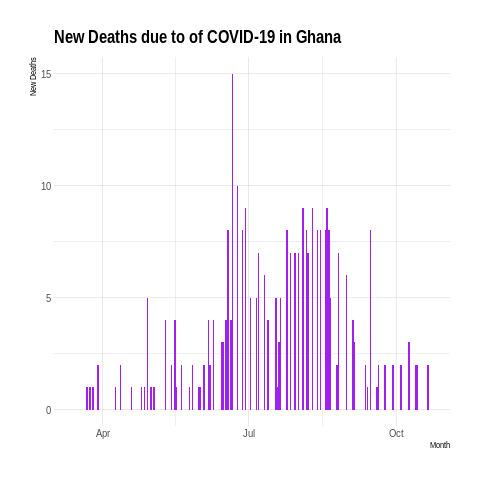 New Deaths due to of COVID-19 in Ghana
New Deaths
15
10
5
0
Apr
Jul
Oct
Month